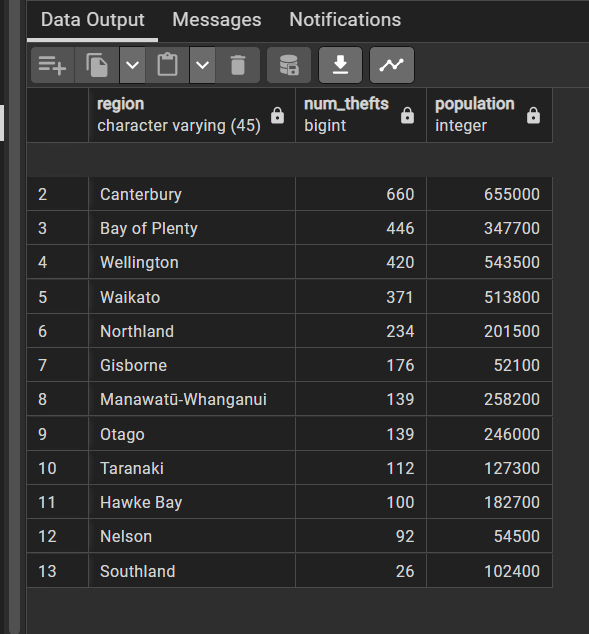 Data Output Messages Notifications
region num_thefts population
character varying (45) bigint integer
2 Canterbury 660 655000
3 Bay of Plenty 446 347700
4 Wellington 420 543500
5 Waikato 371 513800
6 Northland 234 201500
7 Gisborne 176 52100
8 Manawatū-Whanganui 139 258200
9 Otago 139 246000
10 Taranaki 112 127300
11 Hawke Bay 100 182700
12 Nelson 92 54500
13 Southland 26 102400